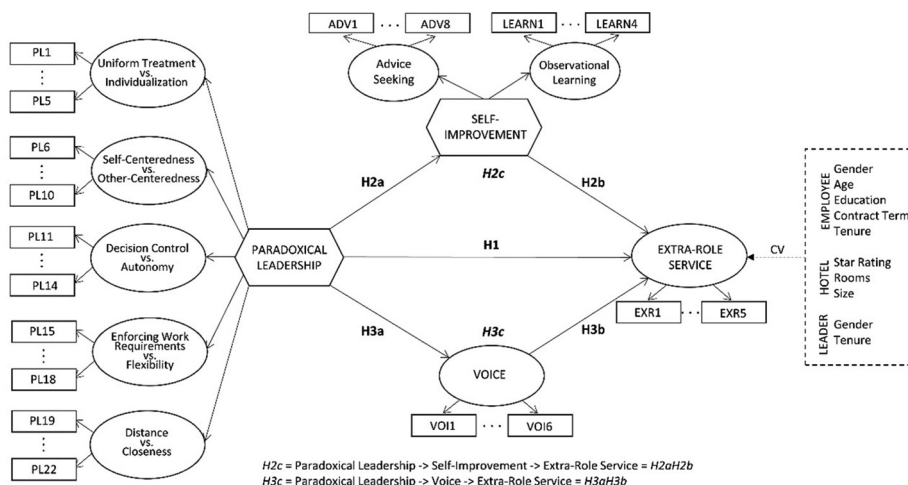 PL1
⋮
PL5
Uniform Treatment
vs.
Individualization
PL6
⋮
PL10
Self-Centeredness
vs.
Other-Centeredness
PL11
⋮
PL14
Decision Control
vs.
Autonomy
PL15
⋮
PL18
Enforcing Work
Requirements
vs.
Flexibility
PL19
⋮
PL22
Distance
vs.
Closeness
PARADOXICAL
LEADERSHIP
ADV1 ... ADV8
LEARN1 ... LEARN4
Advice
Seeking
Observational
Learning
SELF-
IMPROVEMENT
H2a
H2c
H2b
H1
H3a
H3c
H3b
VOICE
VOI1 ... VOI6
EXTRA-ROLE
SERVICE
EXR1 ... EXR5
CV
EMPLOYEE
Gender
Age
Education
Contract Term
Tenure
HOTEL
Star Rating
Rooms
Size
LEADER
Gender
Tenure
H2c = Paradoxical Leadership -> Self-Improvement -> Extra-Role Service = H2aH2b
H3c = Paradoxical Leadership -> Voice -> Extra-Role Service = H3aH3b